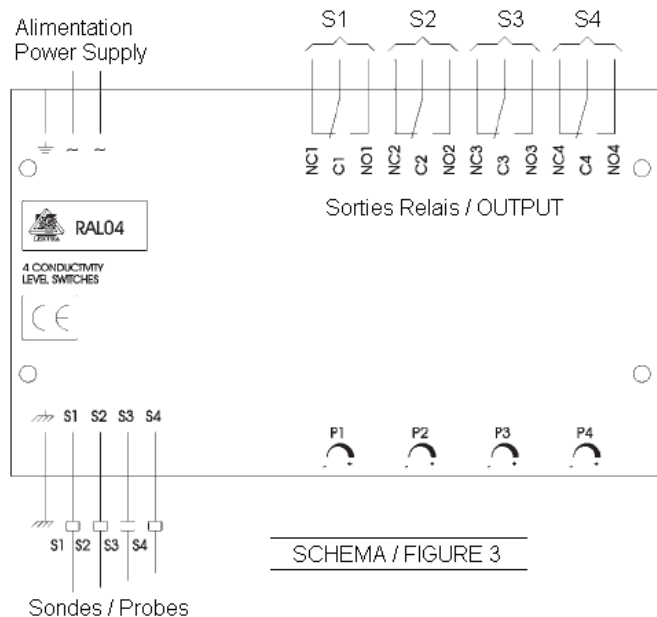 Alimentation
Power Supply
S1 S2 S3 S4
~ ~
NC1 C1 NO1 NC2 C2 NO2 NC3 C3 NO3 NC4 C4 NO4
Sorties Relais / OUTPUT
RAL04
4 CONDUCTIVITY
LEVEL SWITCHES
CE
S1 S2 S3 S4
P1 P2 P3 P4
- + - + - + - +
S1 S2 S3 S4
SCHEMA / FIGURE 3
Sondes / Probes